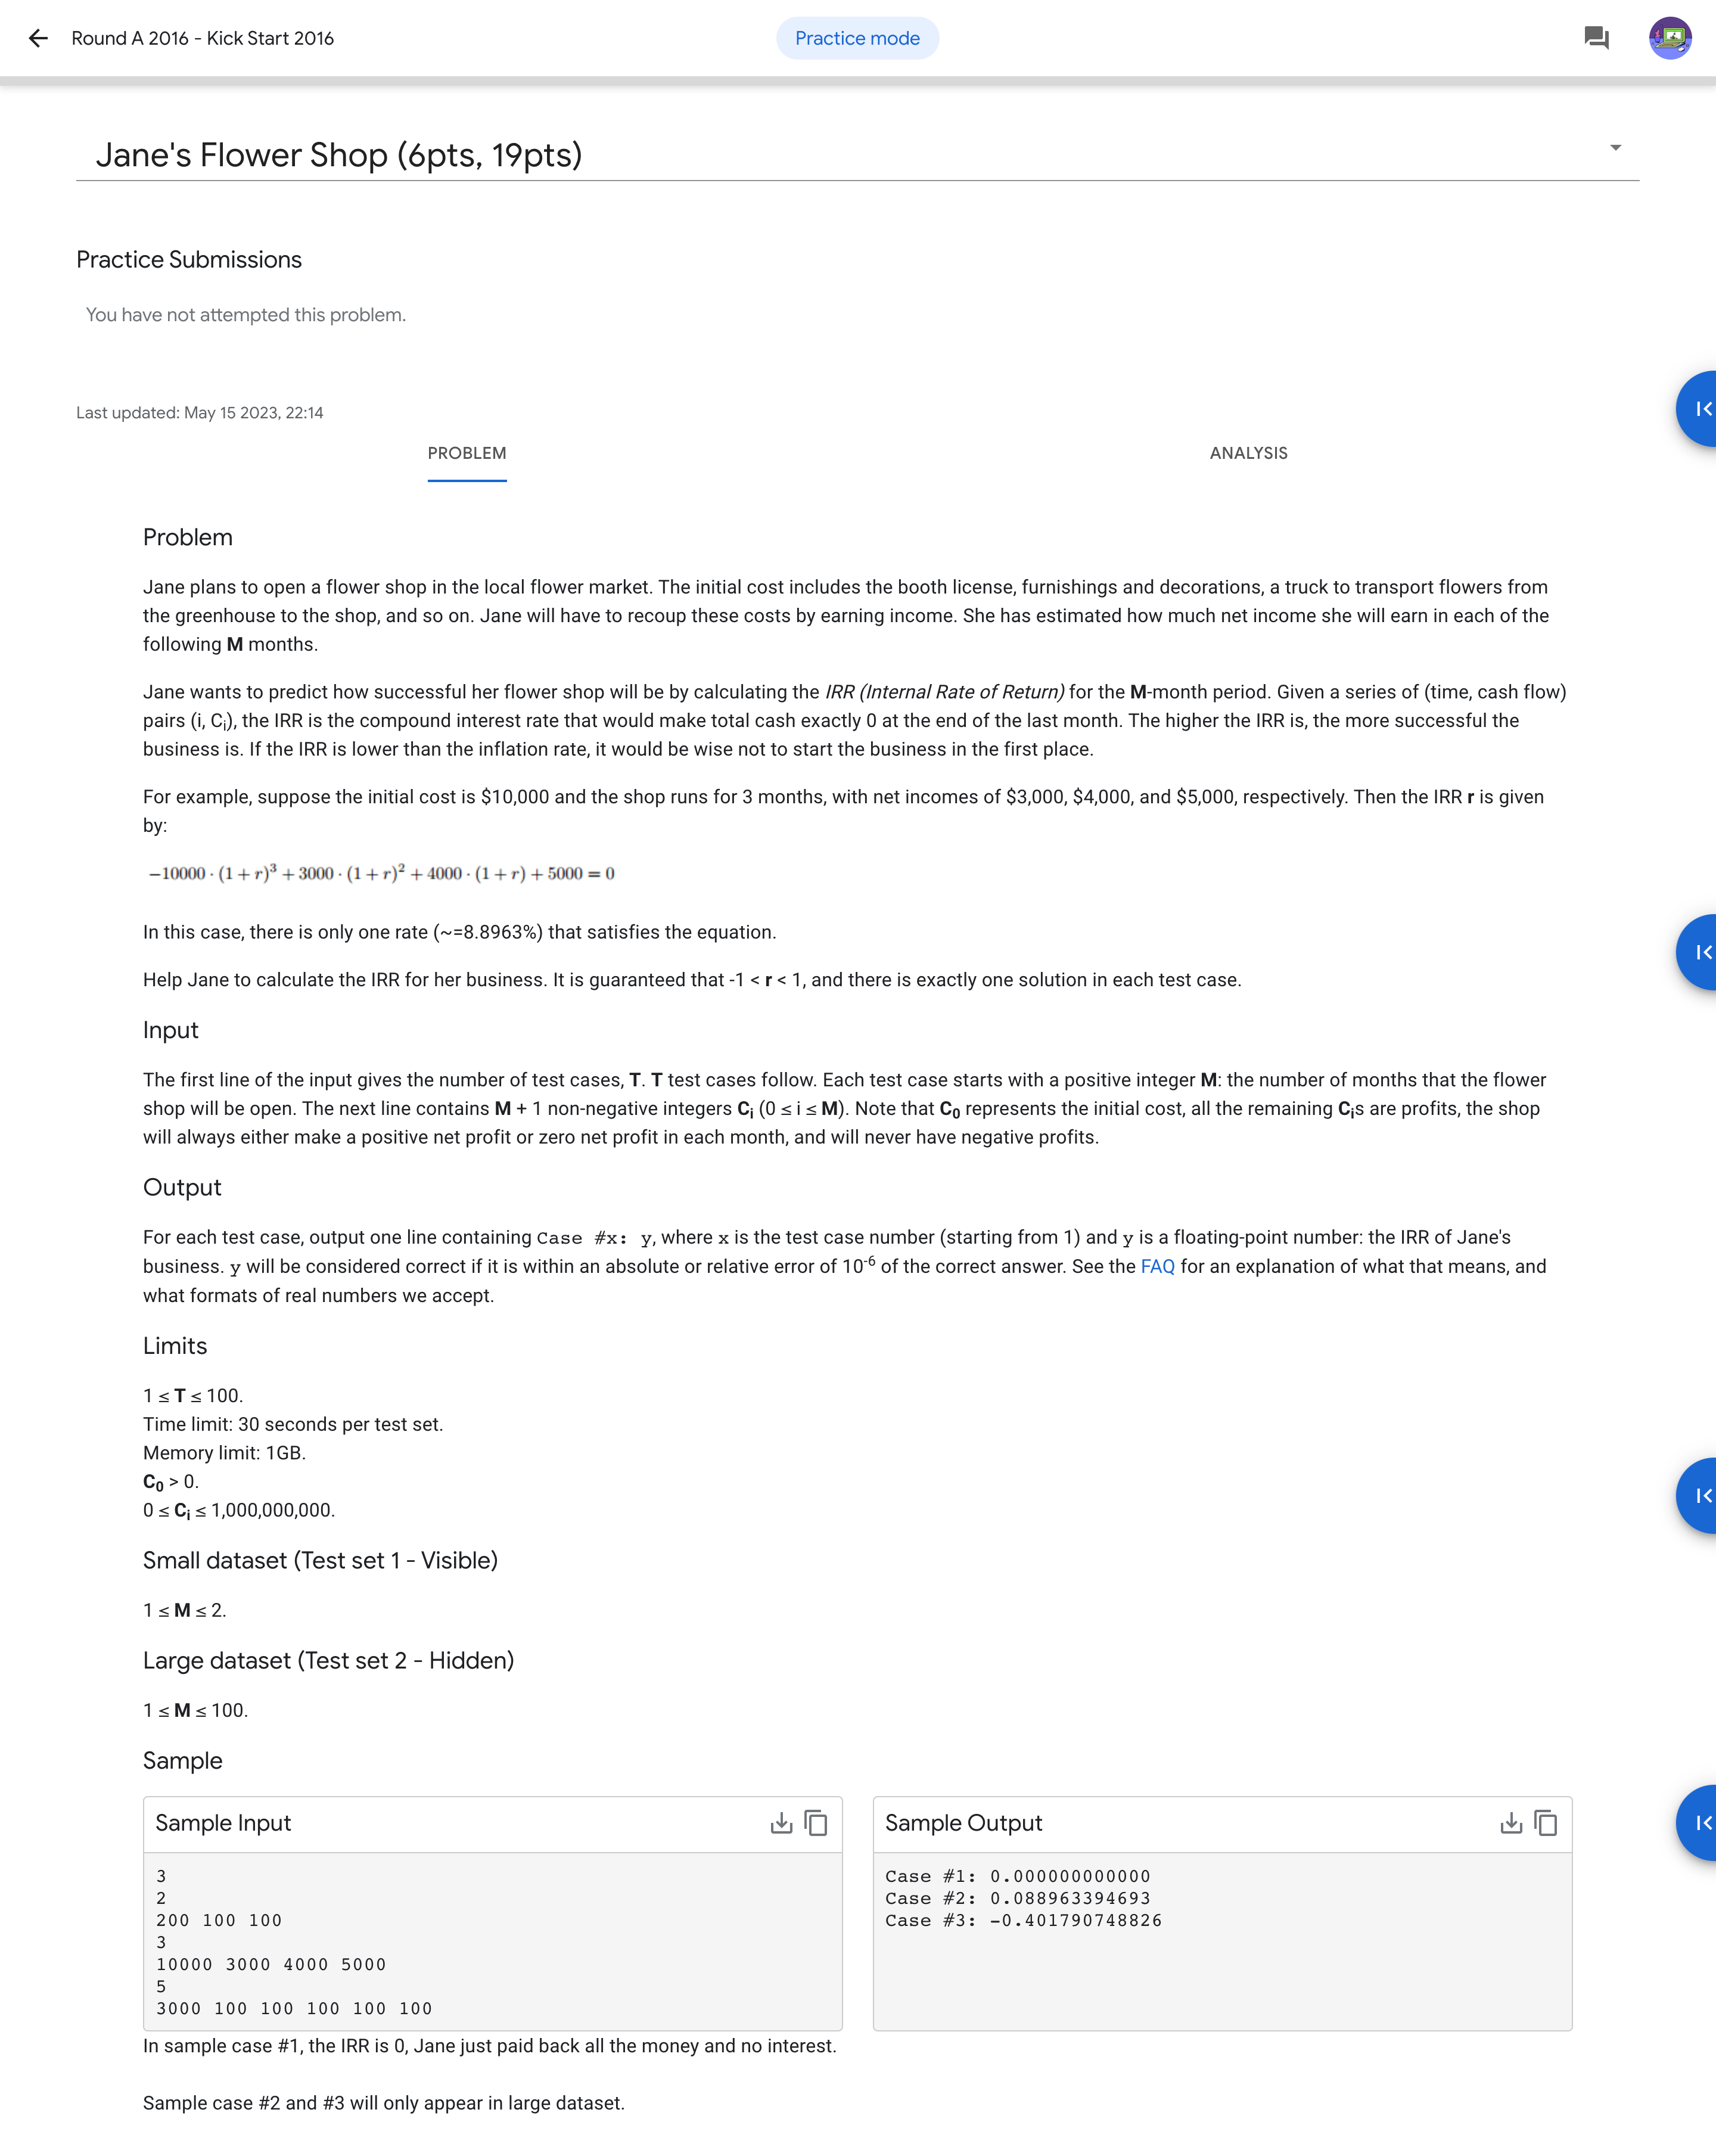 Round A 2016 - Kick Start 2016
Practice mode
Jane's Flower Shop (6pts, 19pts)
Practice Submissions
You have not attempted this problem.
Last updated: May 15 2023, 22:14
PROBLEM
ANALYSIS
Problem
Jane plans to open a flower shop in the local flower market. The initial cost includes the booth license, furnishings and decorations, a truck to transport flowers from
the greenhouse to the shop, and so on. Jane will have to recoup these costs by earning income. She has estimated how much net income she will earn in each of the
following M months.
Jane wants to predict how successful her flower shop will be by calculating the IRR (Internal Rate of Return) for the M-month period. Given a series of (time, cash flow)
pairs (i, Cᵢ), the IRR is the compound interest rate that would make total cash exactly 0 at the end of the last month. The higher the IRR is, the more successful the
business is. If the IRR is lower than the inflation rate, it would be wise not to start the business in the first place.
For example, suppose the initial cost is $10,000 and the shop runs for 3 months, with net incomes of $3,000, $4,000, and $5,000, respectively. Then the IRR r is given
by:
−10000 · (1 + r)³ + 3000 · (1 + r)² + 4000 · (1 + r) + 5000 = 0
In this case, there is only one rate (~=8.8963%) that satisfies the equation.
Help Jane to calculate the IRR for her business. It is guaranteed that -1 < r < 1, and there is exactly one solution in each test case.
Input
The first line of the input gives the number of test cases, T. T test cases follow. Each test case starts with a positive integer M: the number of months that the flower
shop will be open. The next line contains M + 1 non-negative integers Cᵢ (0 ≤ i ≤ M). Note that C₀ represents the initial cost, all the remaining Cᵢs are profits, the shop
will always either make a positive net profit or zero net profit in each month, and will never have negative profits.
Output
For each test case, output one line containing Case #x: y, where x is the test case number (starting from 1) and y is a floating-point number: the IRR of Jane's
business. y will be considered correct if it is within an absolute or relative error of 10⁻⁶ of the correct answer. See the FAQ for an explanation of what that means, and
what formats of real numbers we accept.
Limits
1 ≤ T ≤ 100.
Time limit: 30 seconds per test set.
Memory limit: 1GB.
C₀ > 0.
0 ≤ Cᵢ ≤ 1,000,000,000.
Small dataset (Test set 1 - Visible)
1 ≤ M ≤ 2.
Large dataset (Test set 2 - Hidden)
1 ≤ M ≤ 100.
Sample
Sample Input
3
2
200 100 100
3
10000 3000 4000 5000
5
3000 100 100 100 100 100
Sample Output
Case #1: 0.000000000000
Case #2: 0.088963394693
Case #3: -0.401790748826
In sample case #1, the IRR is 0, Jane just paid back all the money and no interest.
Sample case #2 and #3 will only appear in large dataset.